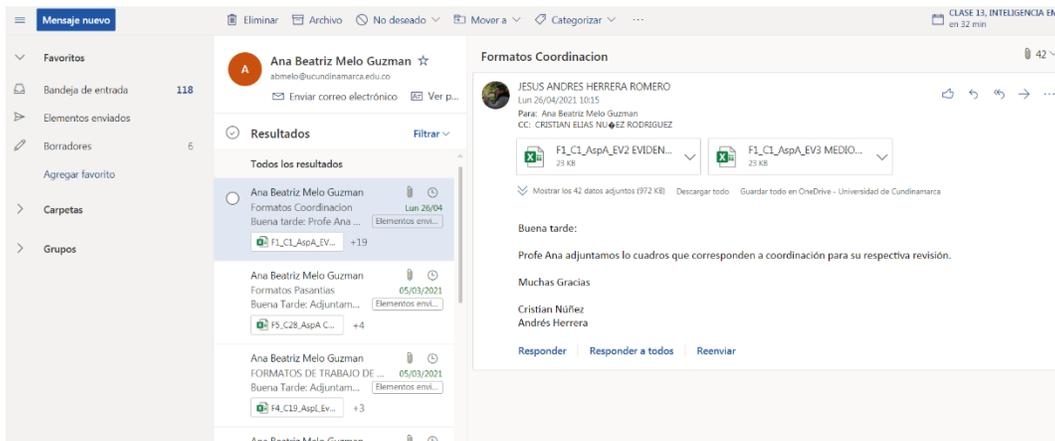 Mensaje nuevo
Eliminar Archivo No deseado Mover a Categorizar ...
CLASE 13, INTELIGENCIA EM
en 32 min
Favoritos
Bandeja de entrada 118
Elementos enviados
Borradores 6
Agregar favorito
Carpetas
Grupos
A
Ana Beatriz Melo Guzman
abmelo@ucundinamarca.edu.co
Enviar correo electrónico Ver p...
Resultados Filtrar
Todos los resultados
Ana Beatriz Melo Guzman
Formatos Coordinacion Lun 26/04
Buena tarde: Profe Ana ... Elementos envi...
F1_C1_AspA_EV... +19
Ana Beatriz Melo Guzman
Formatos Pasantias 05/03/2021
Buena Tarde: Adjuntam... Elementos envi...
F5_C28_AspA C... +4
Ana Beatriz Melo Guzman
FORMATOS DE TRABAJO DE ... 05/03/2021
Buena Tarde: Adjuntam... Elementos envi...
F4_C19_AspI_Ev... +3
Ana Beatriz Melo Guzman
Formatos Coordinacion 42
JESUS ANDRES HERRERA ROMERO
Lun 26/04/2021 10:15
Para: Ana Beatriz Melo Guzman
CC: CRISTIAN ELIAS NU�EZ RODRIGUEZ
F1_C1_AspA_EV2 EVIDEN...
23 KB
F1_C1_AspA_EV3 MEDIO...
23 KB
Mostrar los 42 datos adjuntos (972 KB) Descargar todo Guardar todo en OneDrive - Universidad de Cundinamarca
Buena tarde:
Profe Ana adjuntamos lo cuadros que corresponden a coordinación para su respectiva revisión.
Muchas Gracias
Cristian Núñez
Andrés Herrera
Responder Responder a todos Reenviar